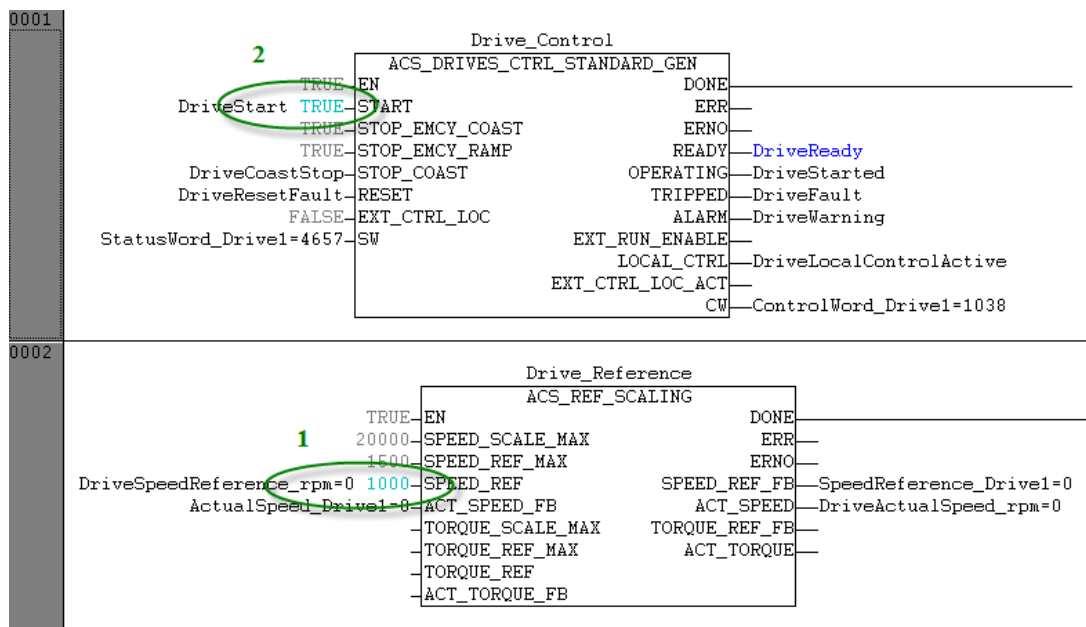 0001
2
Drive_Control
ACS_DRIVES_CTRL_STANDARD_GEN
TRUE EN DONE
DriveStart TRUE START ERR
TRUE STOP_EMCY_COAST ERNO
TRUE STOP_EMCY_RAMP READY DriveReady
DriveCoastStop STOP_COAST OPERATING DriveStarted
DriveResetFault RESET TRIPPED DriveFault
FALSE EXT_CTRL_LOC ALARM DriveWarning
StatusWord_Drive1=4657 SW EXT_RUN_ENABLE
LOCAL_CTRL DriveLocalControlActive
EXT_CTRL_LOC_ACT
CW ControlWord_Drive1=1038
0002
Drive_Reference
ACS_REF_SCALING
TRUE EN DONE
1
20000 SPEED_SCALE_MAX ERR
1500 SPEED_REF_MAX ERNO
DriveSpeedReference_rpm=0 1000 SPEED_REF SPEED_REF_FB SpeedReference_Drive1=0
ActualSpeed_Drive1=0 ACT_SPEED_FB ACT_SPEED DriveActualSpeed_rpm=0
TORQUE_SCALE_MAX TORQUE_REF_FB
TORQUE_REF_MAX ACT_TORQUE
TORQUE_REF
ACT_TORQUE_FB